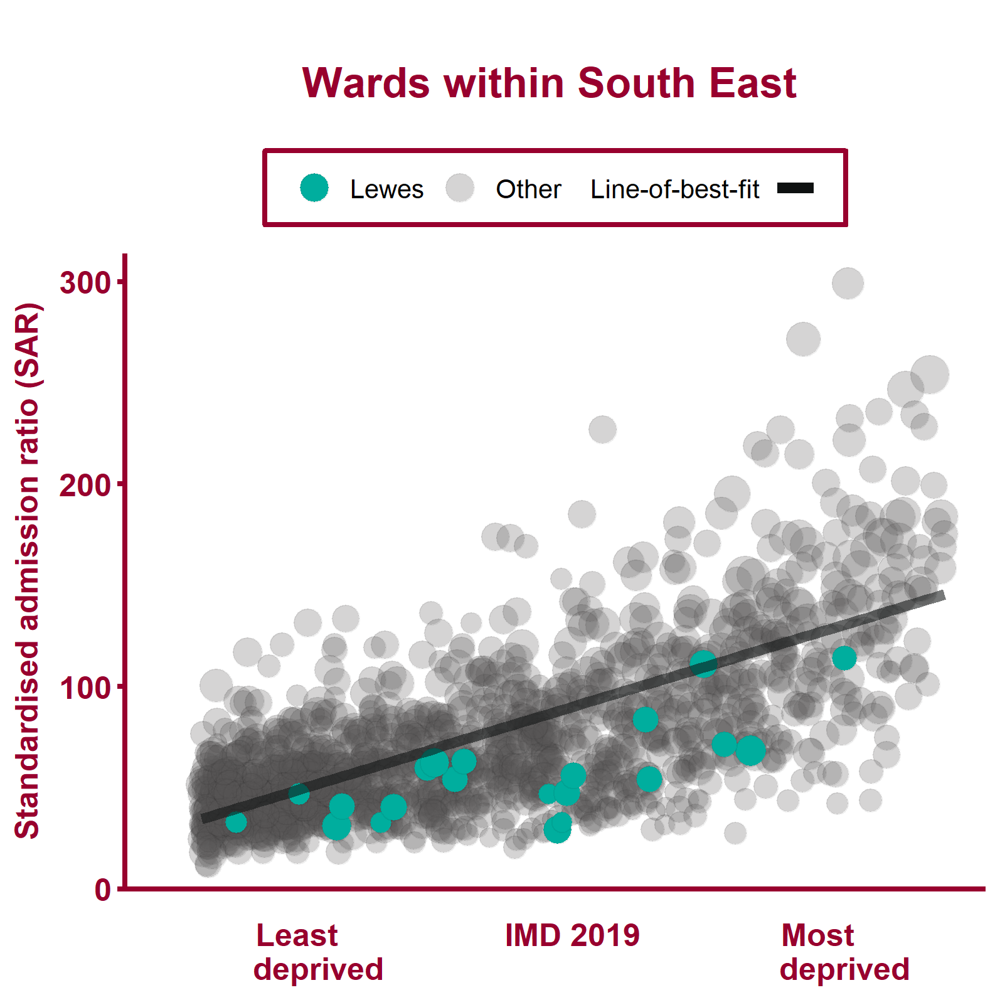 Wards within South East
Lewes Other Line-of-best-fit
Standardised admission ratio (SAR)
300
200
100
0
Least deprived
IMD 2019
Most deprived